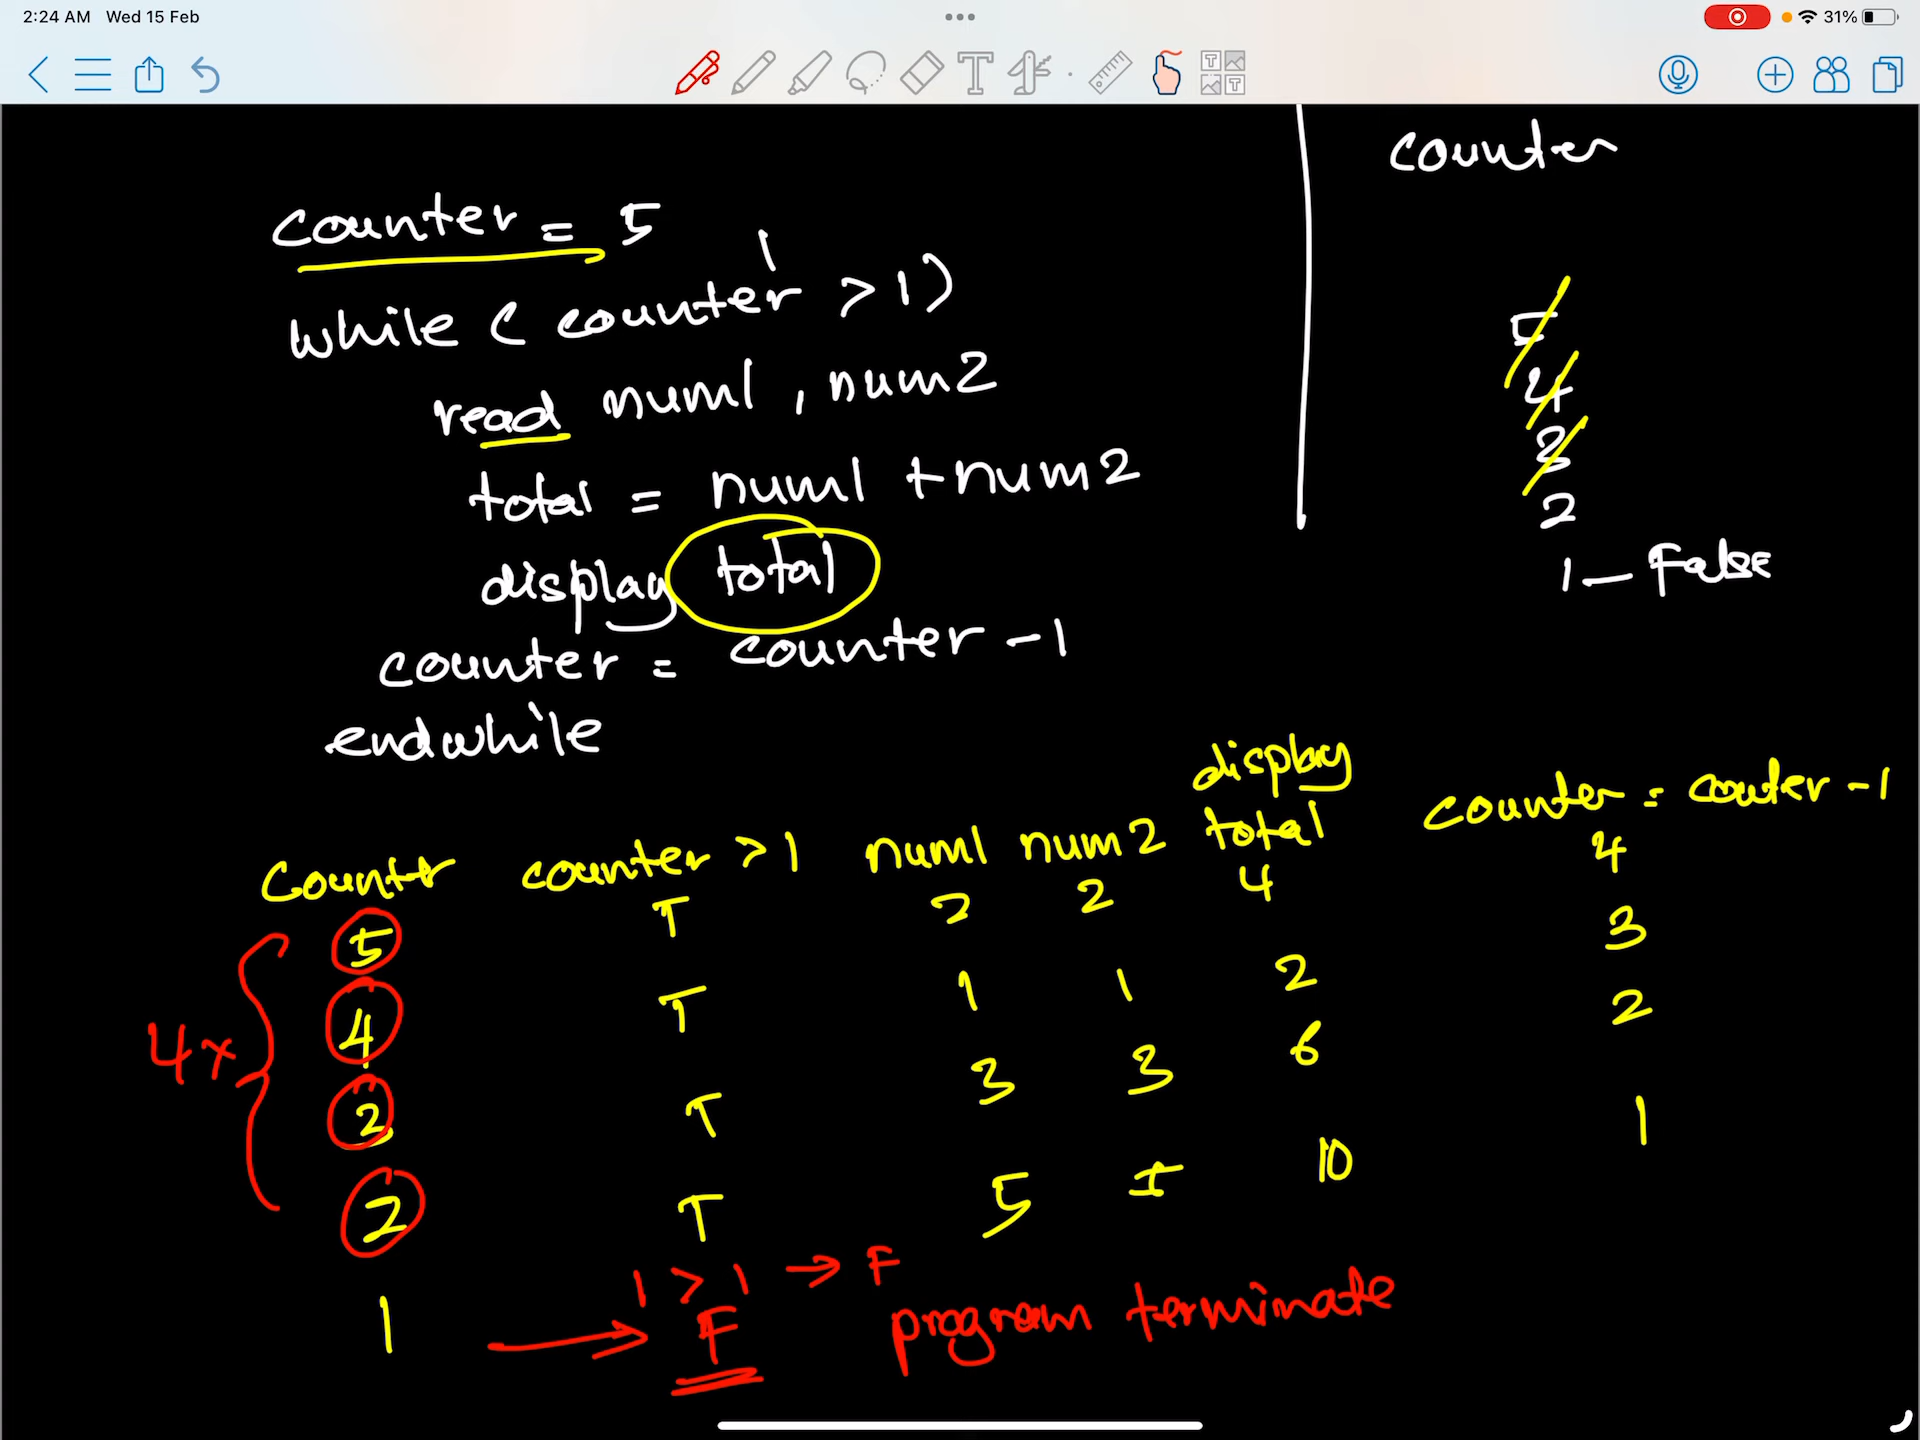 2:24 AM Wed 15 Feb
31%
counter
counter = 5
1
while ( counter > 1)
read num1 , num2
total = num1 + num2
display total
counter = counter - 1
endwhile
5
4
3
2
1 - False
display
counter counter > 1 num1 num2 total counter = couter - 1
5 T 2 2 4 4
4 T 1 1 2 3
T 3 3 6 2
2 T 5 5 10 1
4x
1 > 1 → F
1 → F program terminate